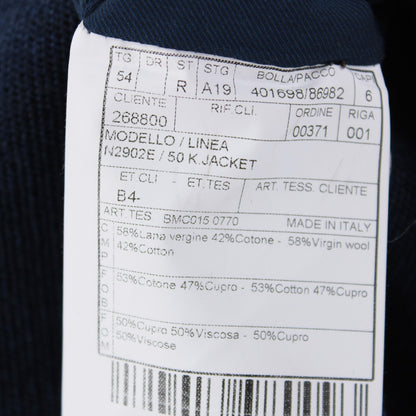 TG DR ST STG BOLLA/PACCO CAPI
54 R A19 401698/86982 6
CLIENTE RIF.CLI. ORDINE RIGA
268800 00371 001
MODELLO / LINEA
N2902E / 50 K.JACKET
ET CLI - ET.TES ART. TESS. CLIENTE
B4-
ART.TES BMC015 0770 MADE IN ITALY
CMP 58%Lana vergine 42%Cotone - 58%Virgin wool
42%Cotton
FOB 53%Cotone 47%Cupro - 53%Cotton 47%Cupro
FOM 50%Cupro 50%Viscosa - 50%Cupro
50%Viscose